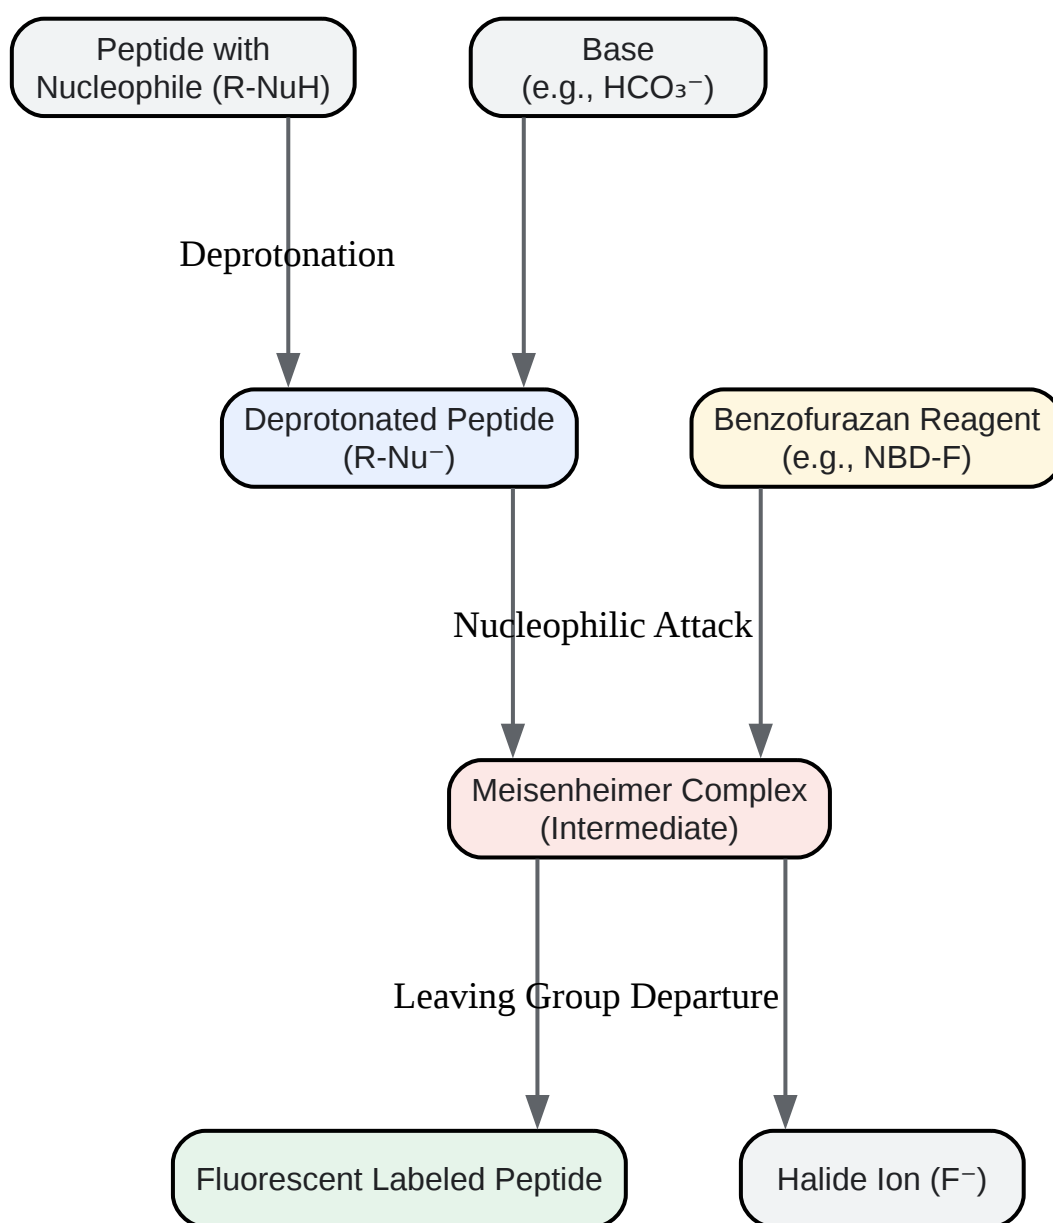 Peptide with
Nucleophile (R-NuH)
Base
(e.g., HCO₃⁻)
Deprotonation
Deprotonated Peptide
(R-Nu⁻)
Benzofurazan Reagent
(e.g., NBD-F)
Nucleophilic Attack
Meisenheimer Complex
(Intermediate)
Leaving Group Departure
Fluorescent Labeled Peptide
Halide Ion (F⁻)